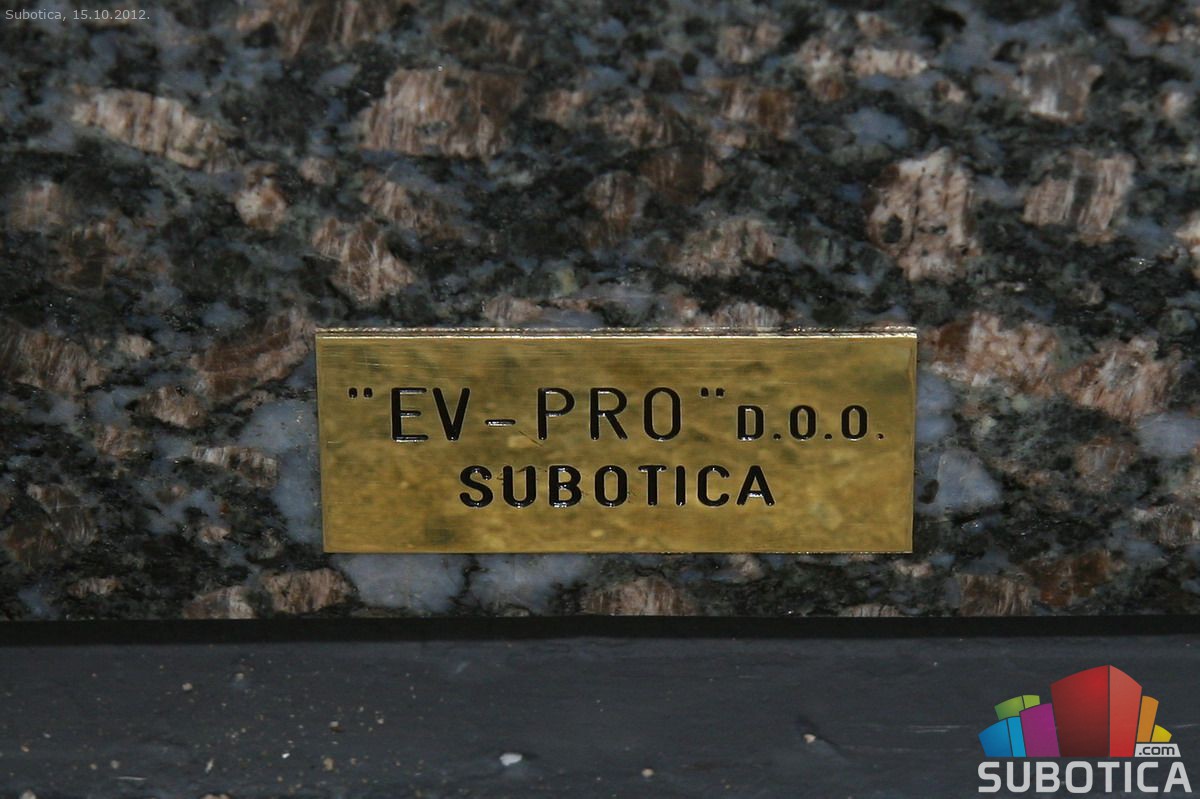 Subotica, 15.10.2012.
"EV-PRO" D.O.O.
SUBOTICA
.com
SUBOTICA